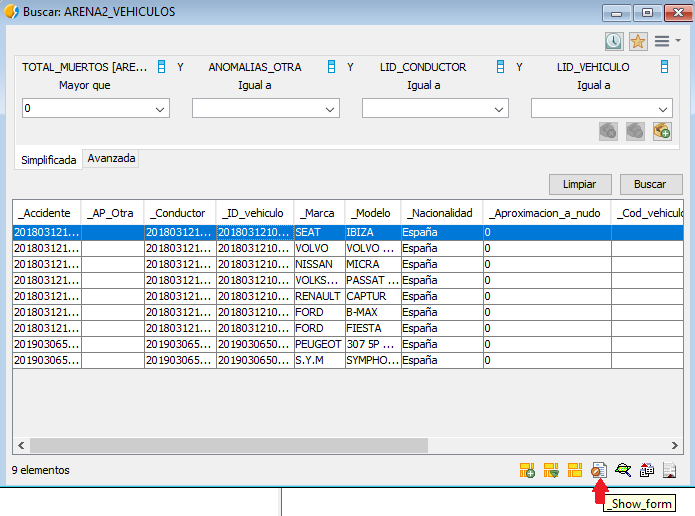 Buscar: ARENA2_VEHICULOS
TOTAL_MUERTOS [ARE... Y ANOMALIAS_OTRA Y LID_CONDUCTOR Y LID_VEHICULO
Mayor que Igual a Igual a Igual a
0
Simplificada Avanzada
Limpiar Buscar
_Accidente _AP_Otra _Conductor _ID_vehiculo _Marca _Modelo _Nacionalidad _Aproximacion_a_nudo _Cod_vehiculo
201803121... 201803121... 2018031210... SEAT IBIZA España 0
201803121... 201803121... 2018031210... VOLVO VOLVO ... España 0
201803121... 201803121... 2018031210... NISSAN MICRA España 0
201803121... 201803121... 2018031210... VOLKS... PASSAT ... España 0
201803121... 201803121... 2018031210... RENAULT CAPTUR España 0
201803121... 201803121... 2018031210... FORD B-MAX España 0
201803121... 201803121... 2018031210... FORD FIESTA España 0
201903065... 201903065... 2019030650... PEUGEOT 307 5P ... España 0
201903065... 201903065... 2019030650... S.Y.M SYMPHO... España 0
9 elementos
_Show_form